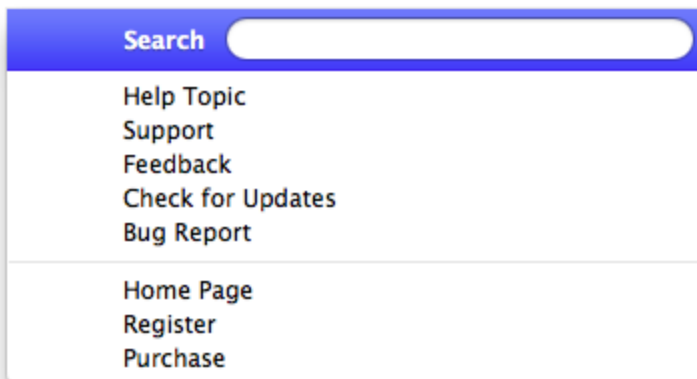 Search
Help Topic
Support
Feedback
Check for Updates
Bug Report
Home Page
Register
Purchase